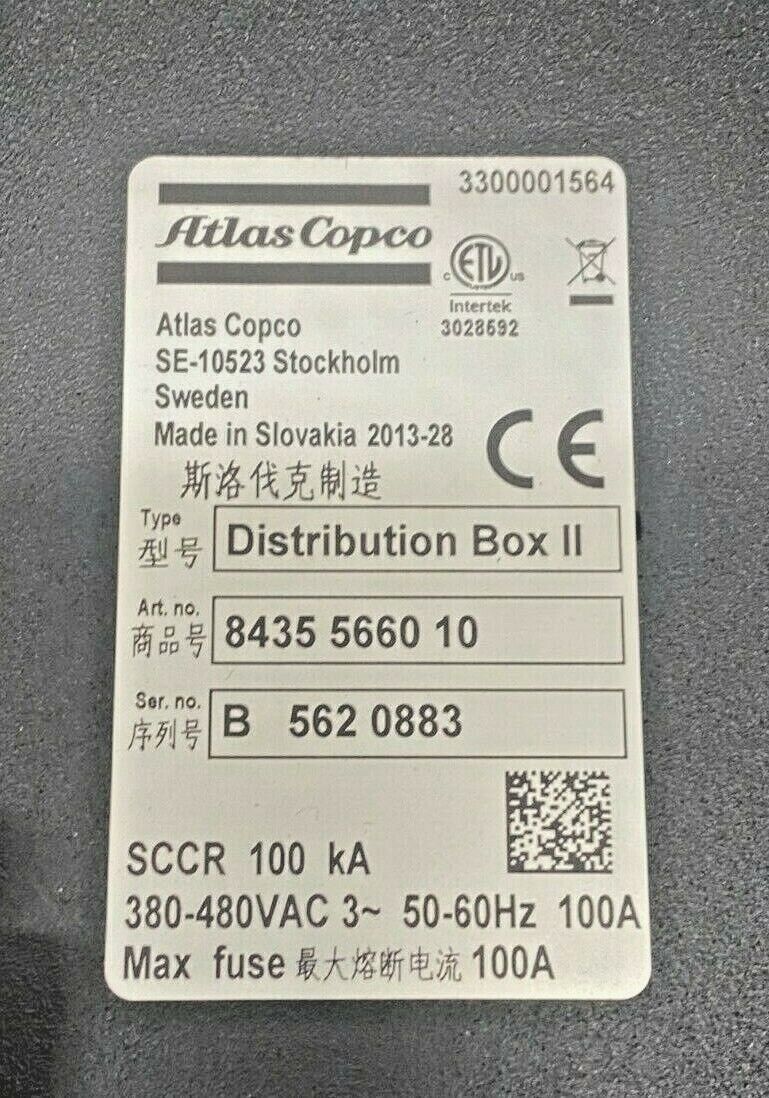 3300001564
Atlas Copco
c ETL us
Intertek
3028692
Atlas Copco
SE-10523 Stockholm
Sweden
Made in Slovakia 2013-28
CE
斯洛伐克制造
Type
型号
Distribution Box II
Art. no.
商品号
8435 5660 10
Ser. no.
序列号
B 562 0883
SCCR 100 kA
380-480VAC 3~ 50-60Hz 100A
Max fuse 最大熔断电流 100A